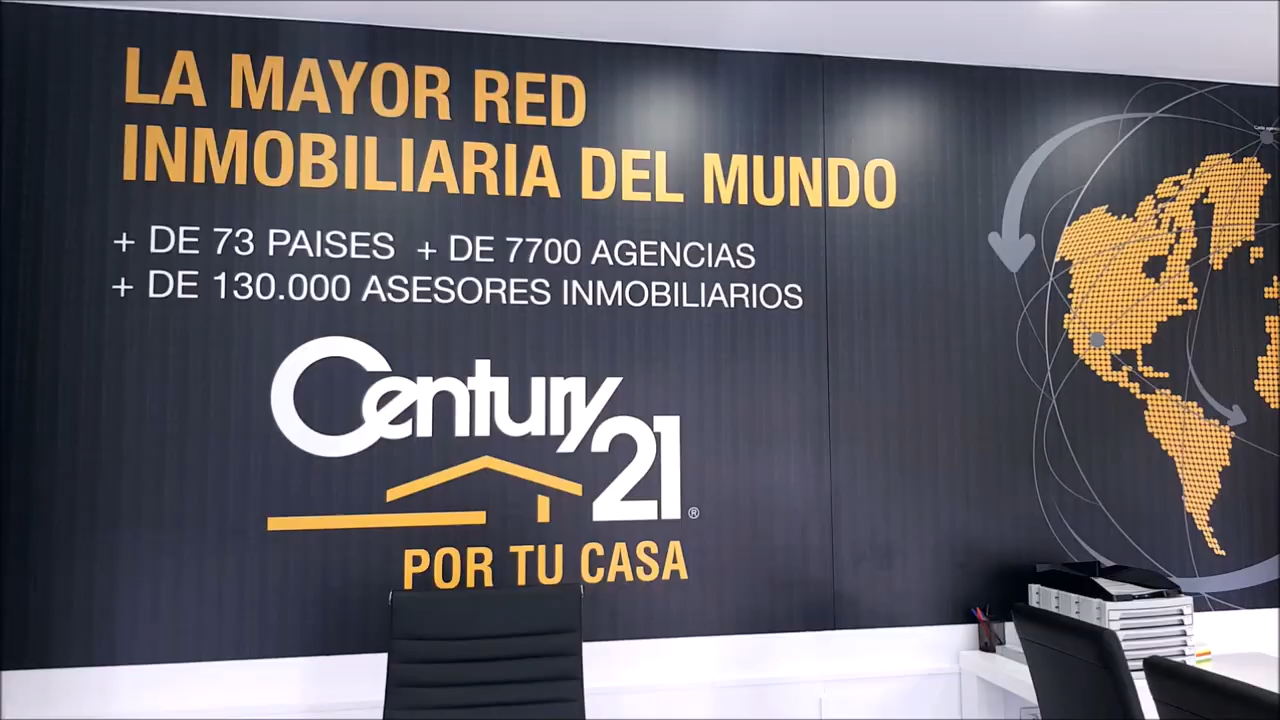 LA MAYOR RED
INMOBILIARIA DEL MUNDO
+ DE 73 PAISES + DE 7700 AGENCIAS
+ DE 130.000 ASESORES INMOBILIARIOS
Century
21®
POR TU CASA